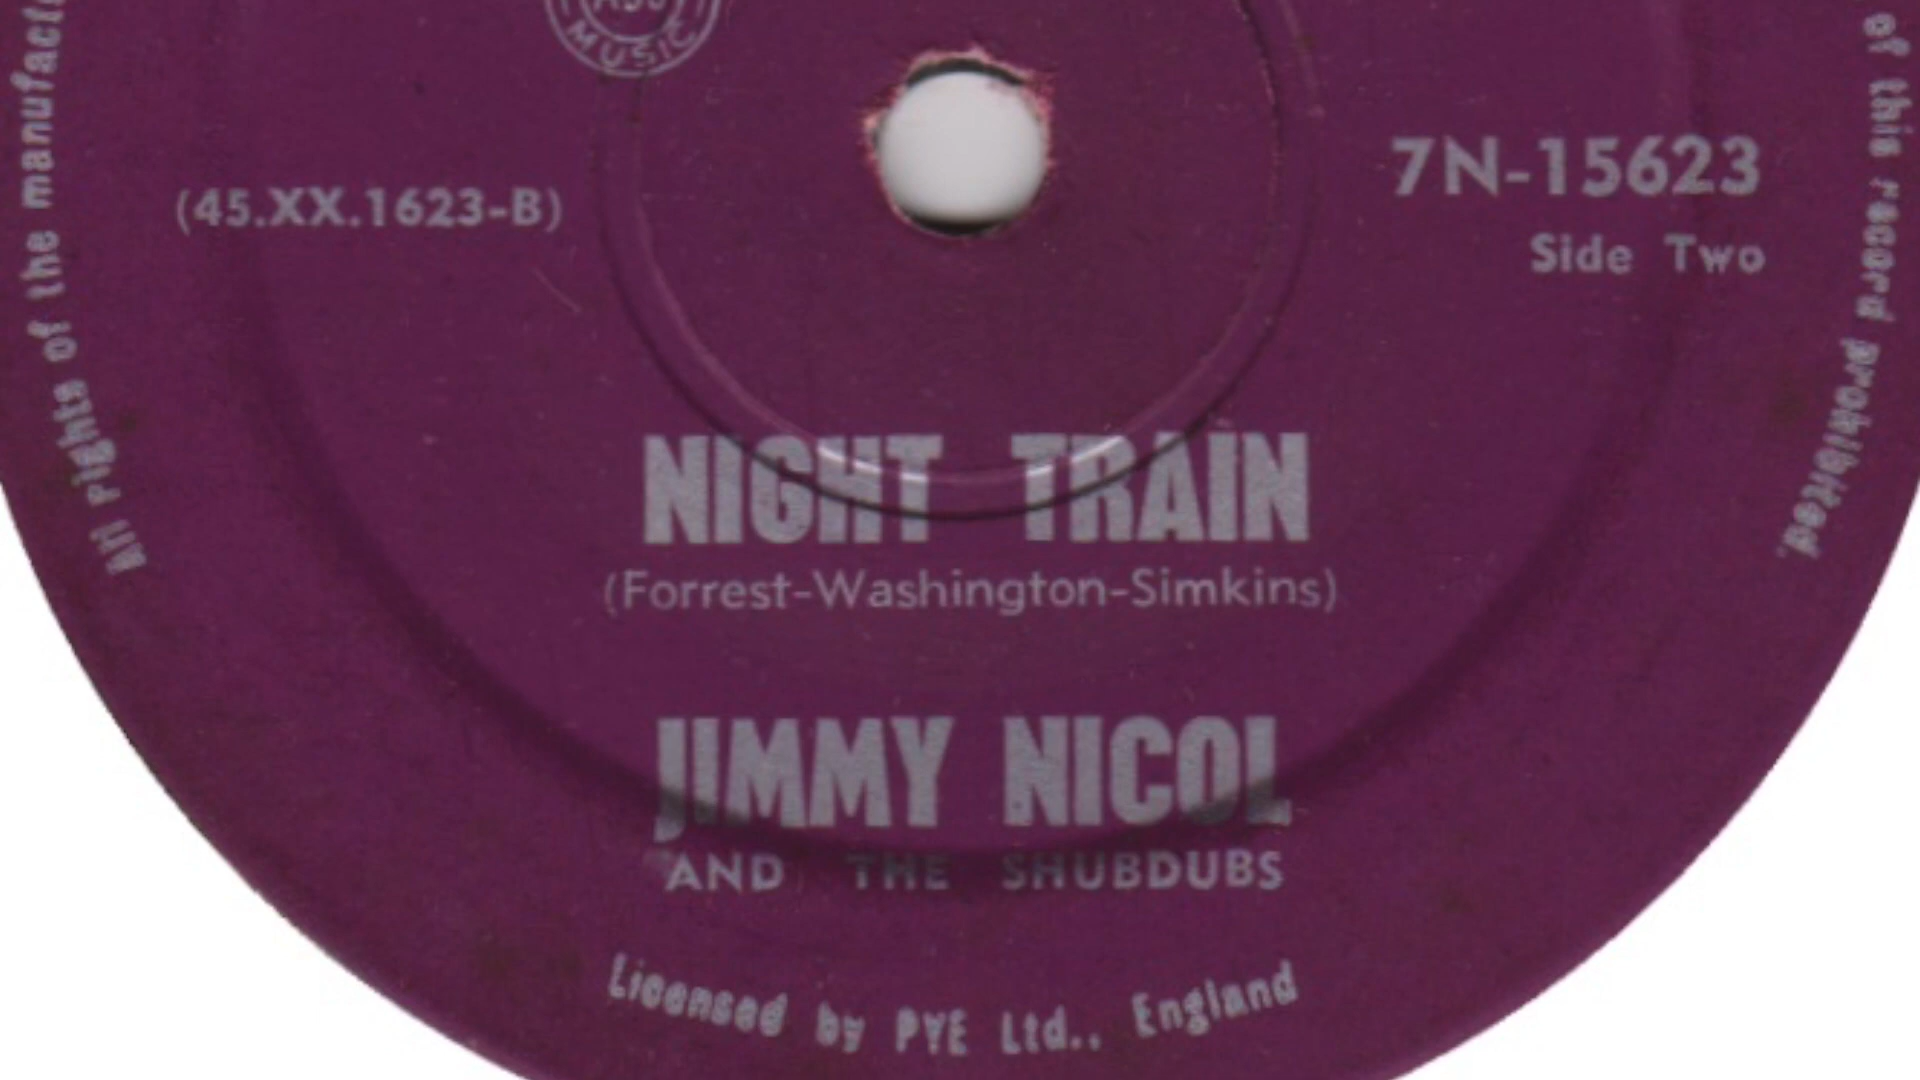 MUSIC
(45.XX.1623-B)
7N-15623
Side Two
NIGHT TRAIN
(Forrest-Washington-Simkins)
JIMMY NICOL
AND THE SHUBDUBS
Licensed by PYE Ltd., England
All rights of the
of this record prohibited.